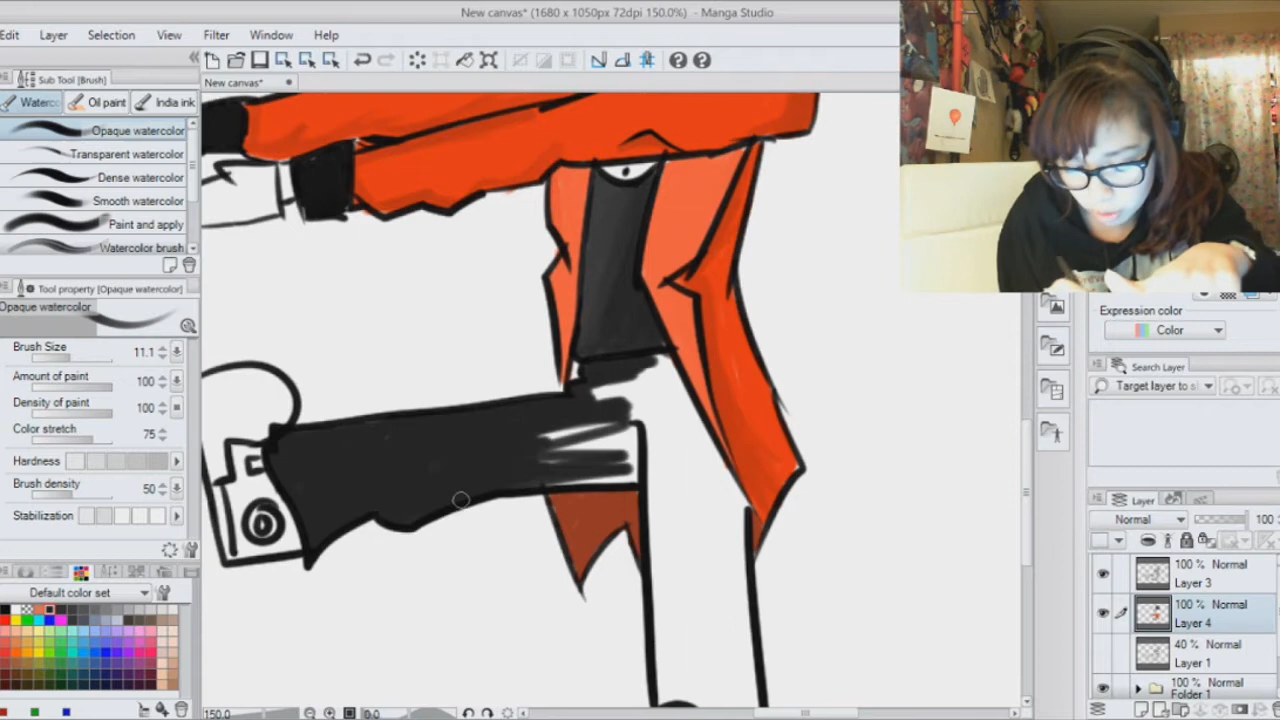 New canvas* (1680 x 1050px 72dpi 150.0%) - Manga Studio
Edit Layer Selection View Filter Window Help
Sub Tool [Brush]
New canvas*
Oil paint India ink
Opaque watercolor
Transparent watercolor
Dense watercolor
Smooth watercolor
Paint and apply
Watercolor brush
Tool property [Opaque watercolor]
Opaque watercolor
Brush Size 11.1
Amount of paint 100
Density of paint 100
Color stretch 75
Hardness
Brush density 50
Stabilization
Default color set
150.0
0.0
Expression color
Color
Search Layer
Layer
Normal 100
100 % Normal
Layer 3
100 % Normal
Layer 4
40 % Normal
Layer 1
100 % Normal
Folder 1